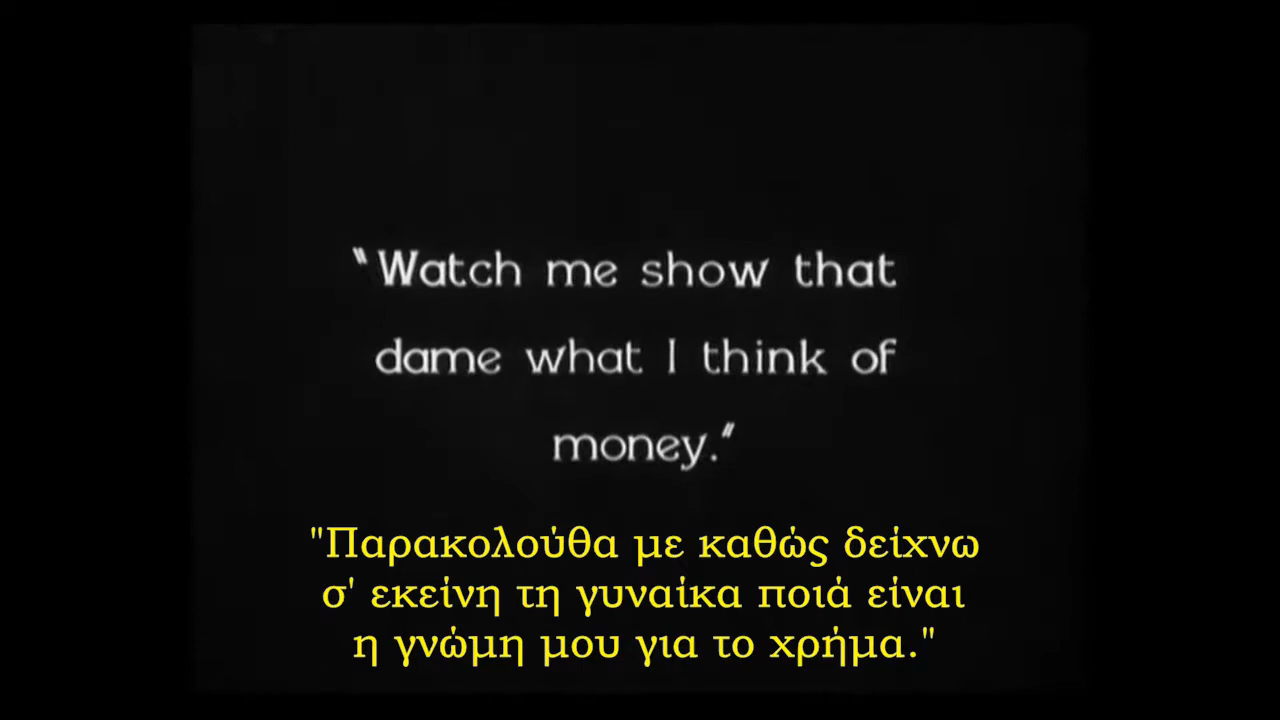 "Watch me show that
dame what I think of
money."
"Παρακολούθα με καθώς δείχνω
σ' εκείνη τη γυναίκα ποιά είναι
η γνώμη μου για το χρήμα."